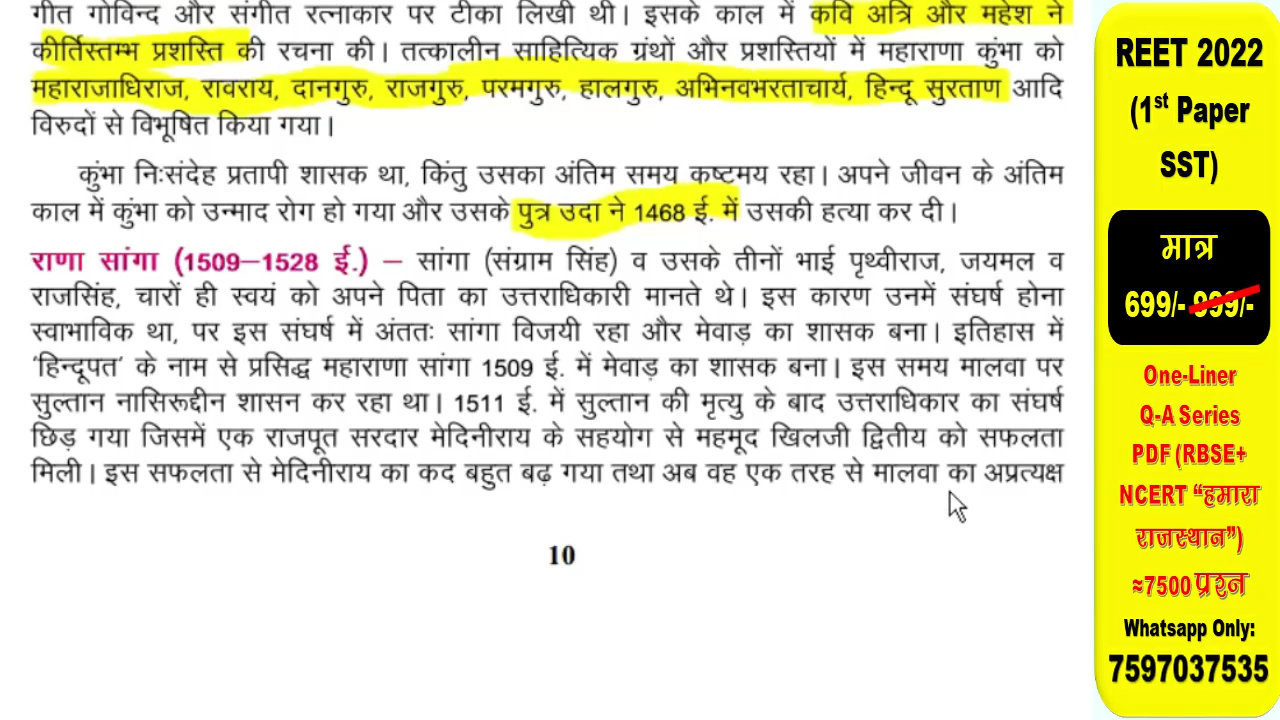 गीत गोविन्द और संगीत रत्नाकार पर टीका लिखी थी। इसके काल में कवि अत्रि और महेश ने
कीर्तिस्तम्भ प्रशस्ति की रचना की। तत्कालीन साहित्यिक ग्रंथों और प्रशस्तियों में महाराणा कुंभा को
महाराजाधिराज, रावराय, दानगुरु, राजगुरु, परमगुरु, हालगुरु, अभिनवभरताचार्य, हिन्दू सुरताण आदि
विरुदों से विभूषित किया गया।
कुंभा निःसंदेह प्रतापी शासक था, किंतु उसका अंतिम समय कष्टमय रहा। अपने जीवन के अंतिम
काल में कुंभा को उन्माद रोग हो गया और उसके पुत्र उदा ने 1468 ई. में उसकी हत्या कर दी।
राणा सांगा (1509–1528 ई.) – सांगा (संग्राम सिंह) व उसके तीनों भाई पृथ्वीराज, जयमल व
राजसिंह, चारों ही स्वयं को अपने पिता का उत्तराधिकारी मानते थे। इस कारण उनमें संघर्ष होना
स्वाभाविक था, पर इस संघर्ष में अंततः सांगा विजयी रहा और मेवाड़ का शासक बना। इतिहास में
'हिन्दूपत' के नाम से प्रसिद्ध महाराणा सांगा 1509 ई. में मेवाड़ का शासक बना। इस समय मालवा पर
सुल्तान नासिरूद्दीन शासन कर रहा था। 1511 ई. में सुल्तान की मृत्यु के बाद उत्तराधिकार का संघर्ष
छिड़ गया जिसमें एक राजपूत सरदार मेदिनीराय के सहयोग से महमूद खिलजी द्वितीय को सफलता
मिली। इस सफलता से मेदिनीराय का कद बहुत बढ़ गया तथा अब वह एक तरह से मालवा का अप्रत्यक्ष
10
REET 2022
(1st Paper
SST)
मात्र
699/- 999/-
One-Liner
Q-A Series
PDF (RBSE+
NCERT “हमारा
राजस्थान”)
≈7500 प्रश्न
Whatsapp Only:
7597037535